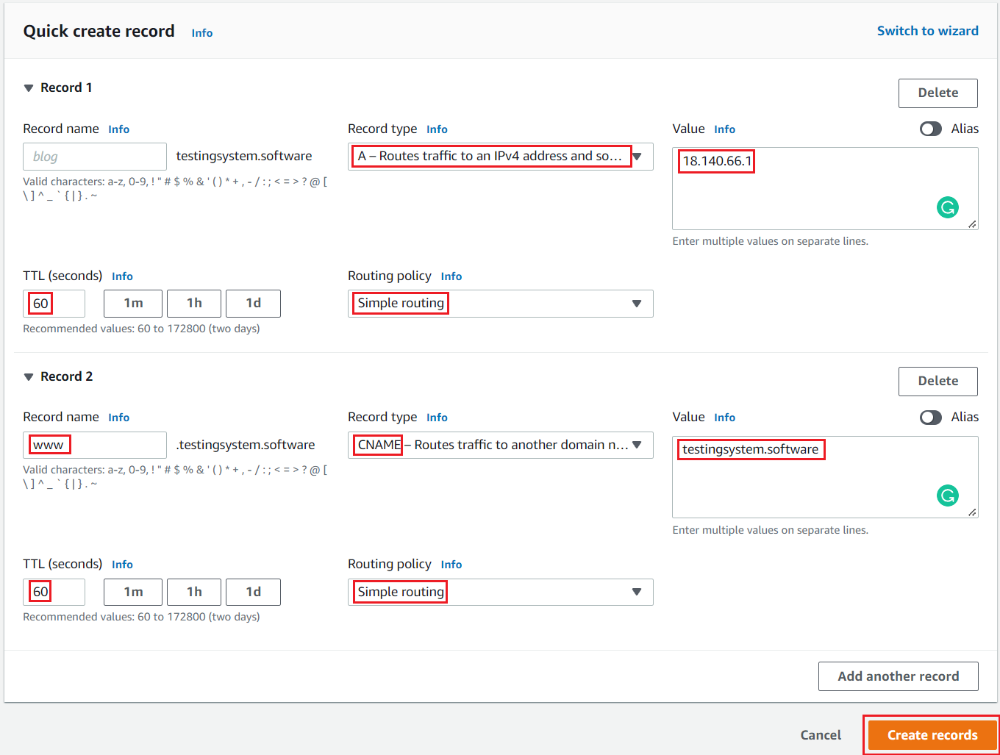 Quick create record Info Switch to wizard
Record 1 Delete
Record name Info Record type Info Value Info Alias
blog testingsystem.software A – Routes traffic to an IPv4 address and so... 18.140.66.1
Valid characters: a-z, 0-9, ! " # $ % & ' ( ) * + , - / : ; < = > ? @ [
\ ] ^ _ ` { | } . ~
Enter multiple values on separate lines.
TTL (seconds) Info Routing policy Info
60 1m 1h 1d Simple routing
Recommended values: 60 to 172800 (two days)
Record 2 Delete
Record name Info Record type Info Value Info Alias
www .testingsystem.software CNAME – Routes traffic to another domain n... testingsystem.software
Valid characters: a-z, 0-9, ! " # $ % & ' ( ) * + , - / : ; < = > ? @ [
\ ] ^ _ ` { | } . ~
Enter multiple values on separate lines.
TTL (seconds) Info Routing policy Info
60 1m 1h 1d Simple routing
Recommended values: 60 to 172800 (two days)
Add another record
Cancel Create records